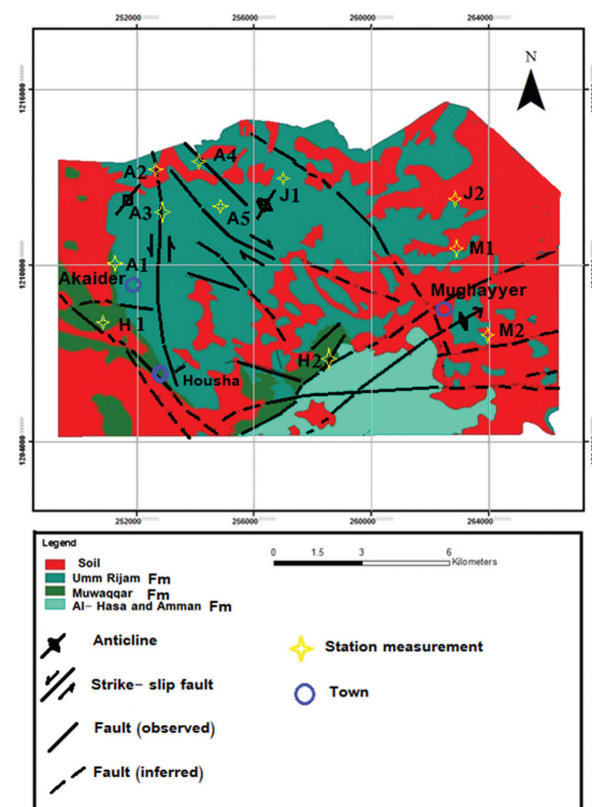 252000 256000 260000 264000
N
1216000
A4
A2
J1
J2
A3
A5
M1
A1
1210000
Akaider
Mughayyer
H1
M2
H2
Housha
1204000
252000 256000 260000 264000
Legend
Soil
Umm Rijam Fm
Muwaqqar Fm
Al- Hasa and Amman Fm
0 1.5 3 6
Kilometers
Anticline
Strike- slip fault
Fault (observed)
Fault (inferred)
Station measurement
Town